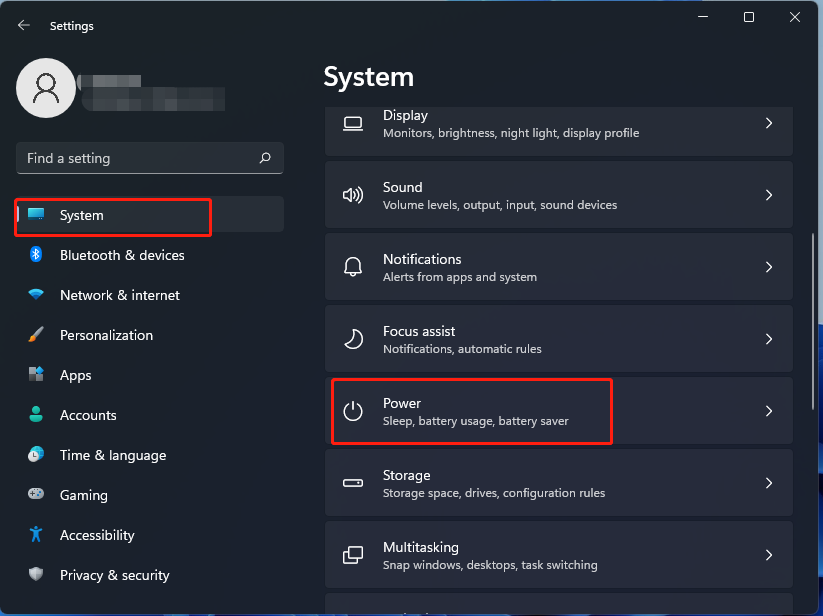 Settings
Find a setting
System
Bluetooth & devices
Network & internet
Personalization
Apps
Accounts
Time & language
Gaming
Accessibility
Privacy & security
System
Display
Monitors, brightness, night light, display profile
Sound
Volume levels, output, input, sound devices
Notifications
Alerts from apps and system
Focus assist
Notifications, automatic rules
Power
Sleep, battery usage, battery saver
Storage
Storage space, drives, configuration rules
Multitasking
Snap windows, desktops, task switching